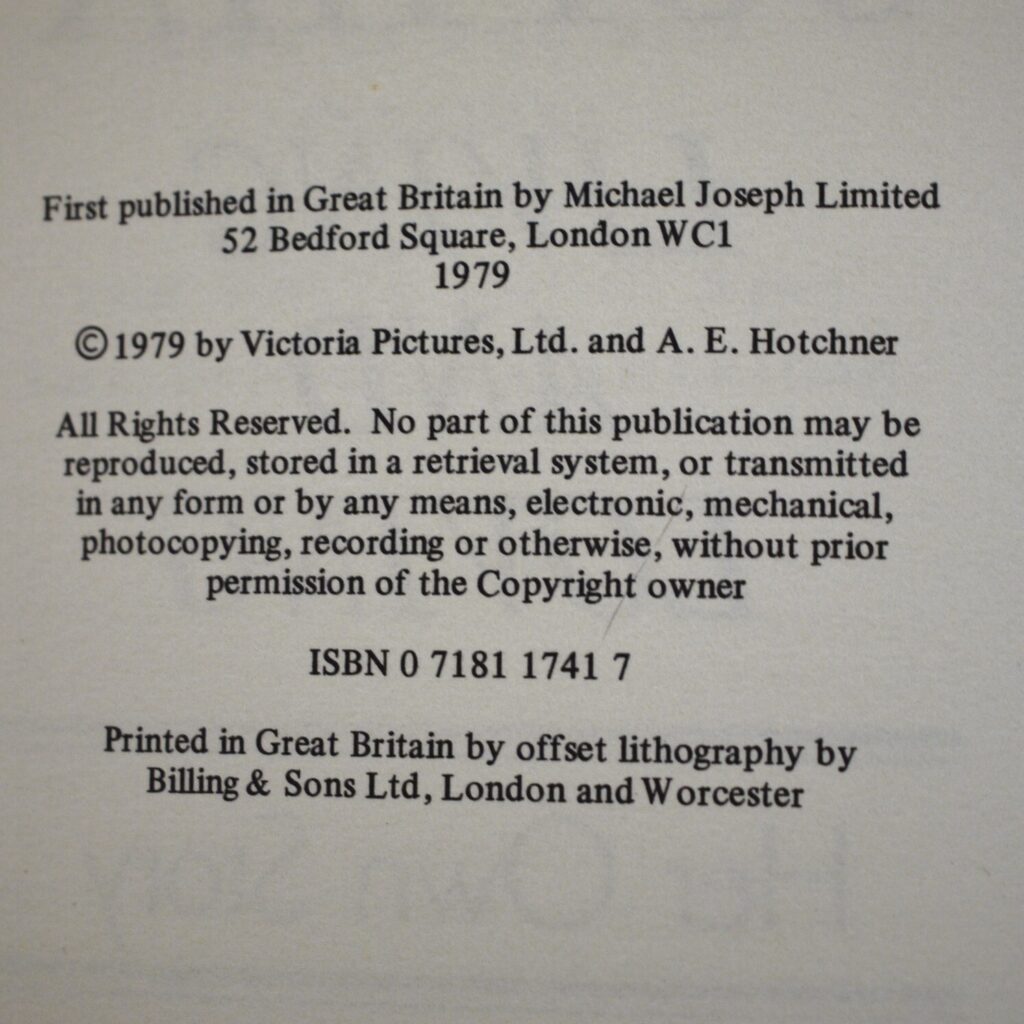 First published in Great Britain by Michael Joseph Limited
52 Bedford Square, London WC1
1979
© 1979 by Victoria Pictures, Ltd. and A. E. Hotchner
All Rights Reserved. No part of this publication may be
reproduced, stored in a retrieval system, or transmitted
in any form or by any means, electronic, mechanical,
photocopying, recording or otherwise, without prior
permission of the Copyright owner
ISBN 0 7181 1741 7
Printed in Great Britain by offset lithography by
Billing & Sons Ltd, London and Worcester
Her Own Story